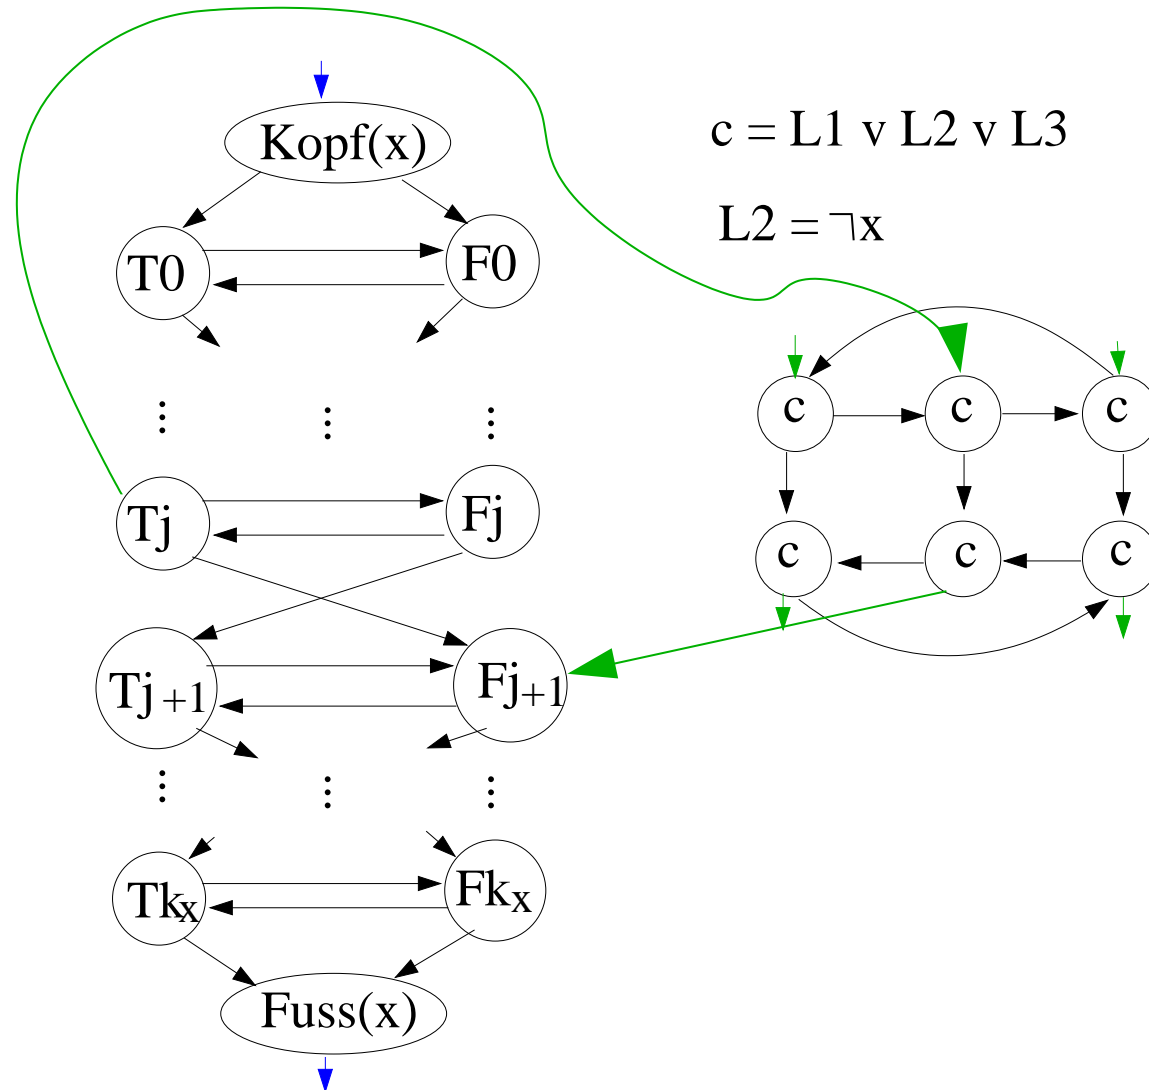 Kopf(x)
c = L1 v L2 v L3
L2 = ¬x
T0 F0
c c c
⋮ ⋮ ⋮
Tj Fj
c c c
Tj+1 Fj+1
⋮ ⋮ ⋮
Tkx Fkx
Fuss(x)